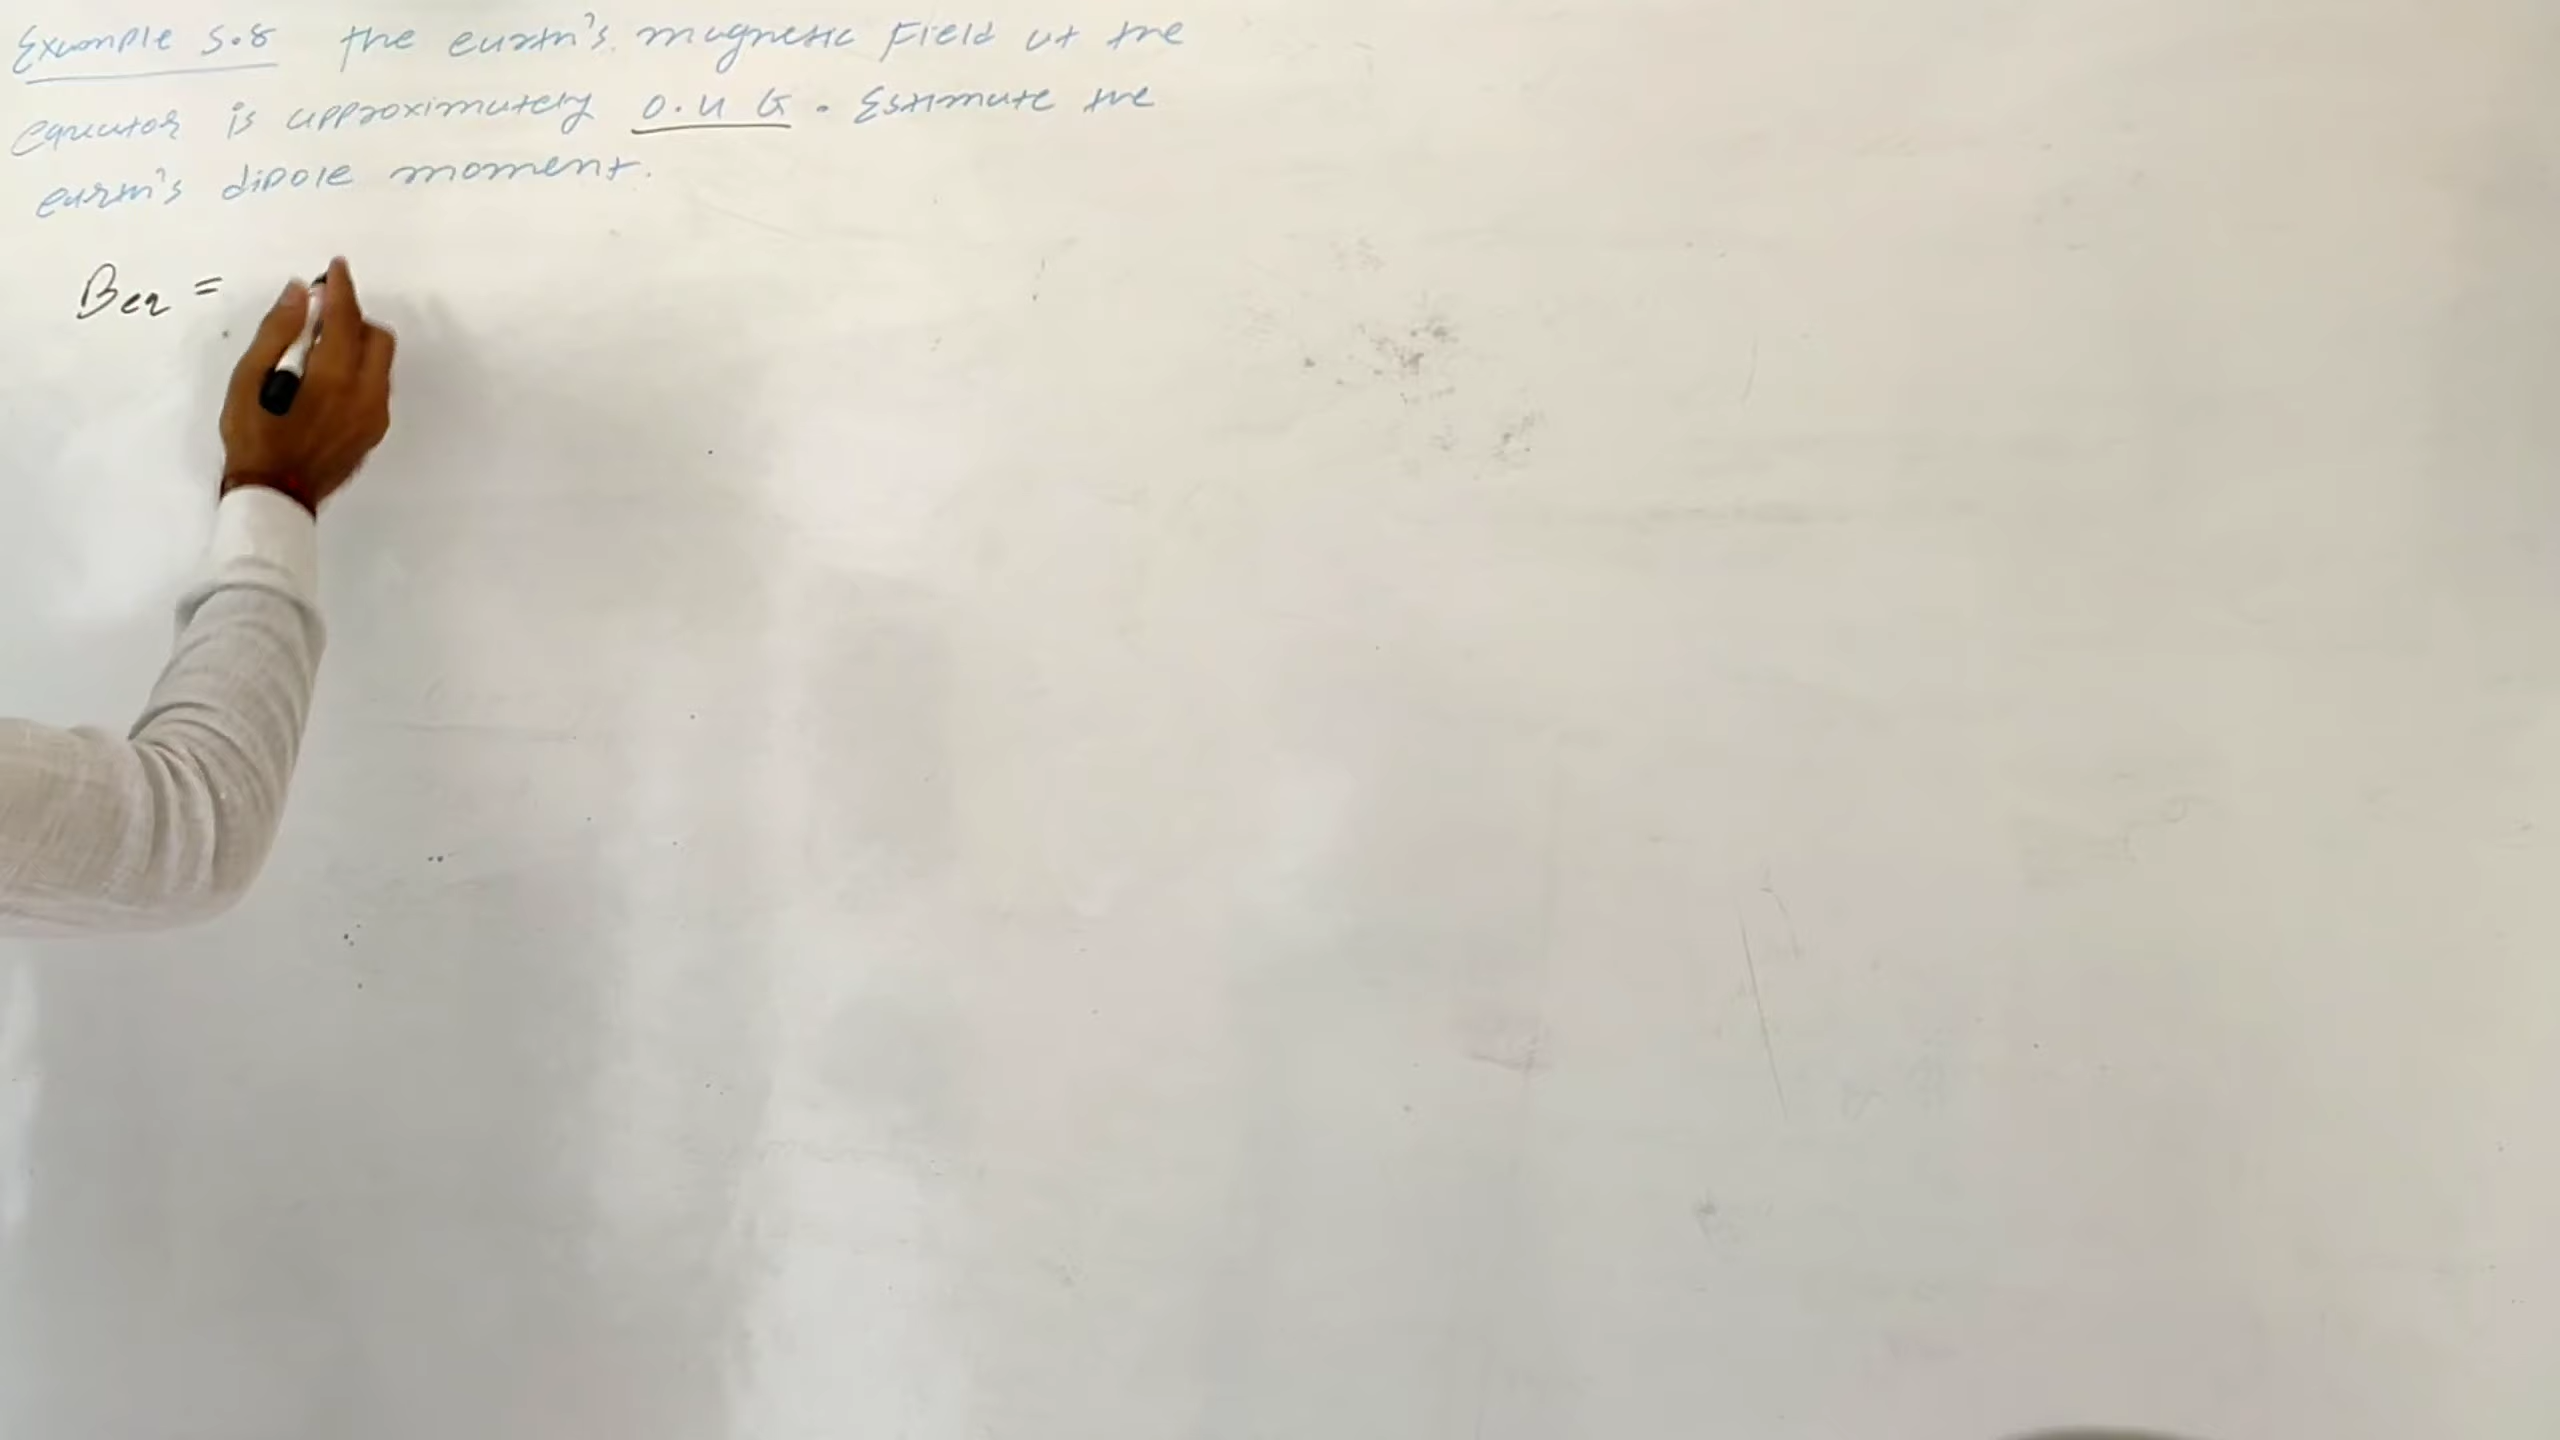 Example 5.8 the earth's magnetic field at the
equator is approximately 0.4 G. Estimate the
earth's dipole moment.
Beq =